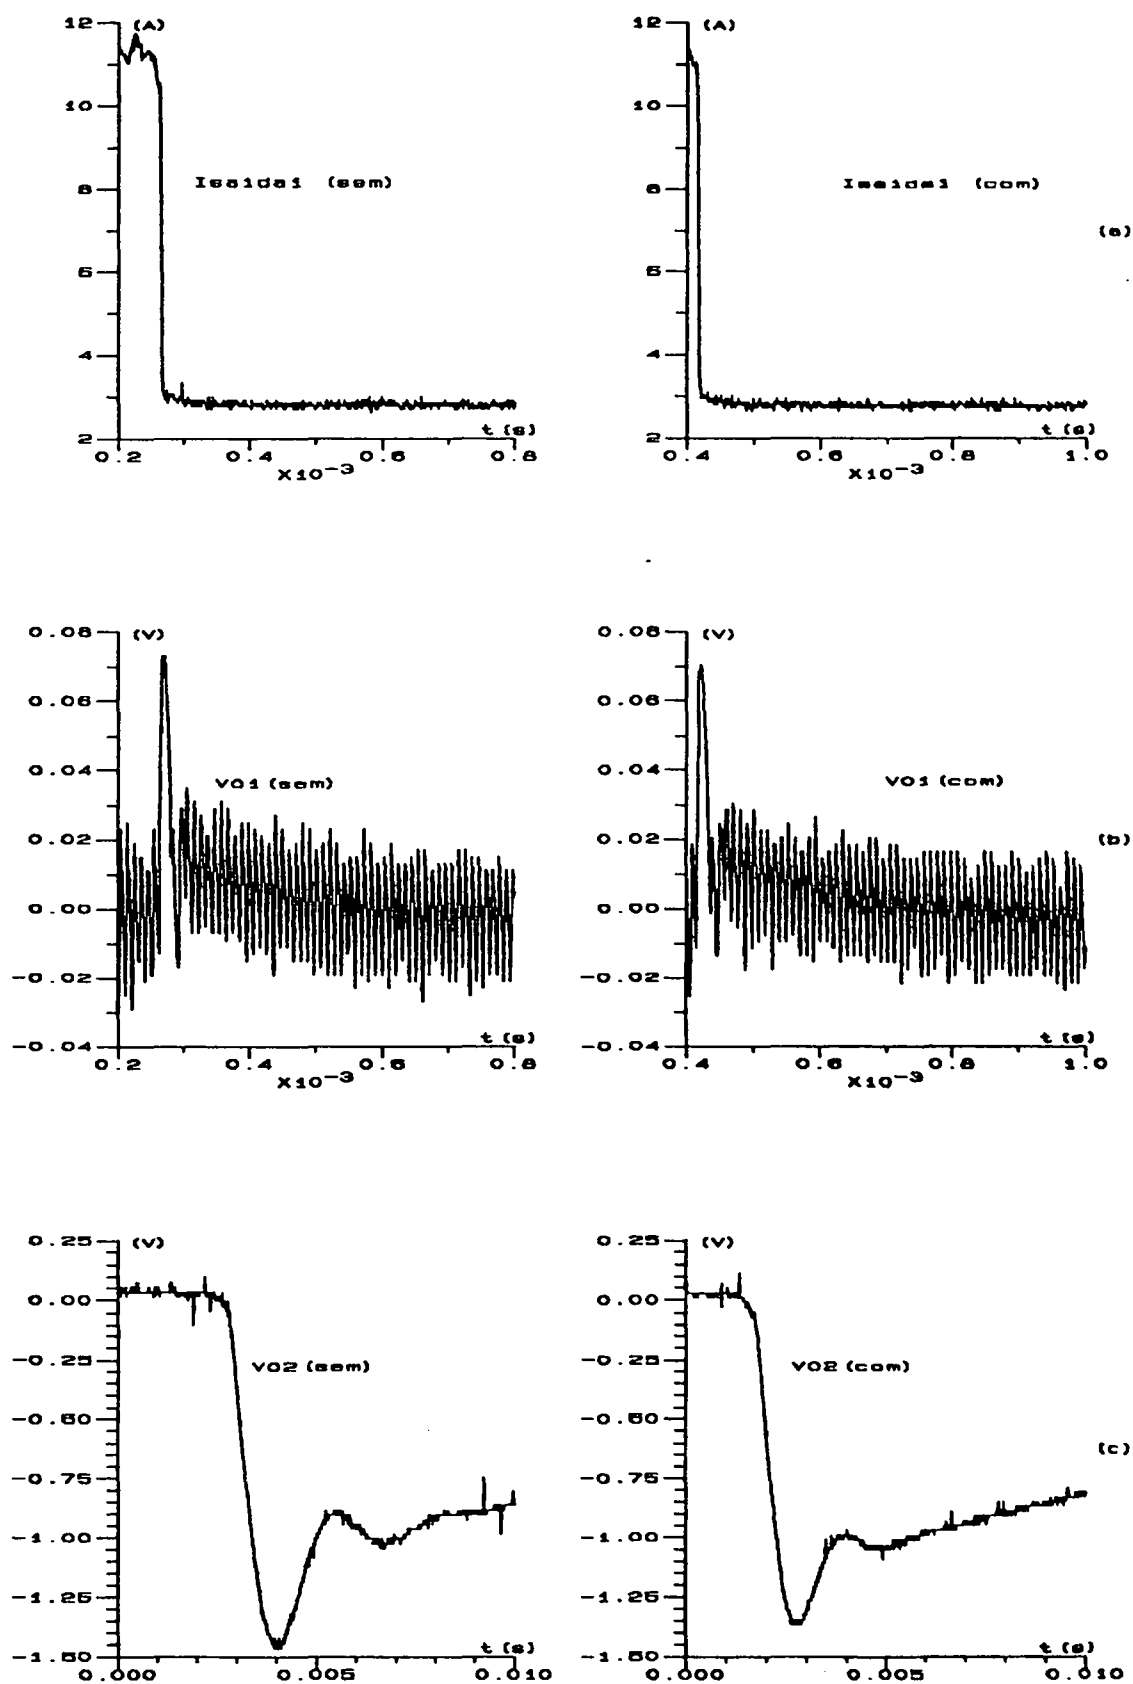 12 (A)
10
8
6
4
2
Isaida1 (sem)
t(s)
0.2 0.4 0.6 0.8
X10-3
12 (A)
10
8
6
4
2
Isaida1 (com)
t(s)
0.4 0.6 0.8 1.0
X10-3
(a)
0.08 (V)
0.06
0.04
0.02
0.00
-0.02
-0.04
VO1(sem)
t(s)
0.2 0.4 0.6 0.8
X10-3
0.08 (V)
0.06
0.04
0.02
0.00
-0.02
-0.04
VO1(com)
t(s)
0.4 0.6 0.8 1.0
X10-3
(b)
0.25 (V)
0.00
-0.25
-0.50
-0.75
-1.00
-1.25
-1.50
VO2(sem)
t(s)
0.000 0.005 0.010
0.25 (V)
0.00
-0.25
-0.50
-0.75
-1.00
-1.25
-1.50
VO2(com)
t(s)
0.000 0.005 0.010
(c)